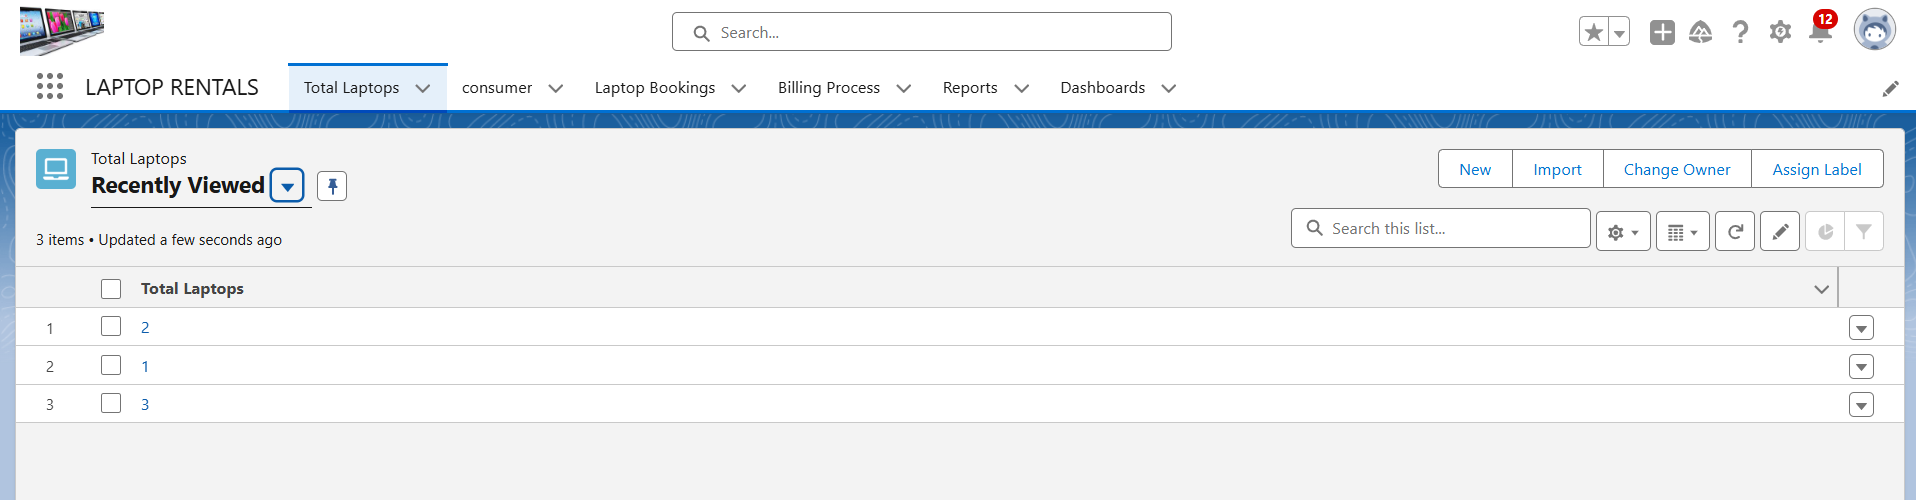 Search...
12
LAPTOP RENTALS
Total Laptops
consumer
Laptop Bookings
Billing Process
Reports
Dashboards
Total Laptops
Recently Viewed
New
Import
Change Owner
Assign Label
3 items • Updated a few seconds ago
Search this list...
Total Laptops
1 2
2 1
3 3